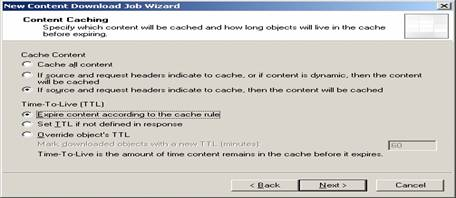 New Content Download Job Wizard
Content Caching
Specify which content will be cached and how long objects will live in the cache
before expiring.
Cache Content
Cache all content
If source and request headers indicate to cache, or if content is dynamic, then the content
will be cached
If source and request headers indicate to cache, then the content will be cached
Time-To-Live (TTL)
Expire content according to the cache rule
Set TTL if not defined in response
Override object's TTL
Mark downloaded objects with a new TTL (minutes): 60
Time-To-Live is the amount of time content remains in the cache before it expires.
< Back Next > Cancel